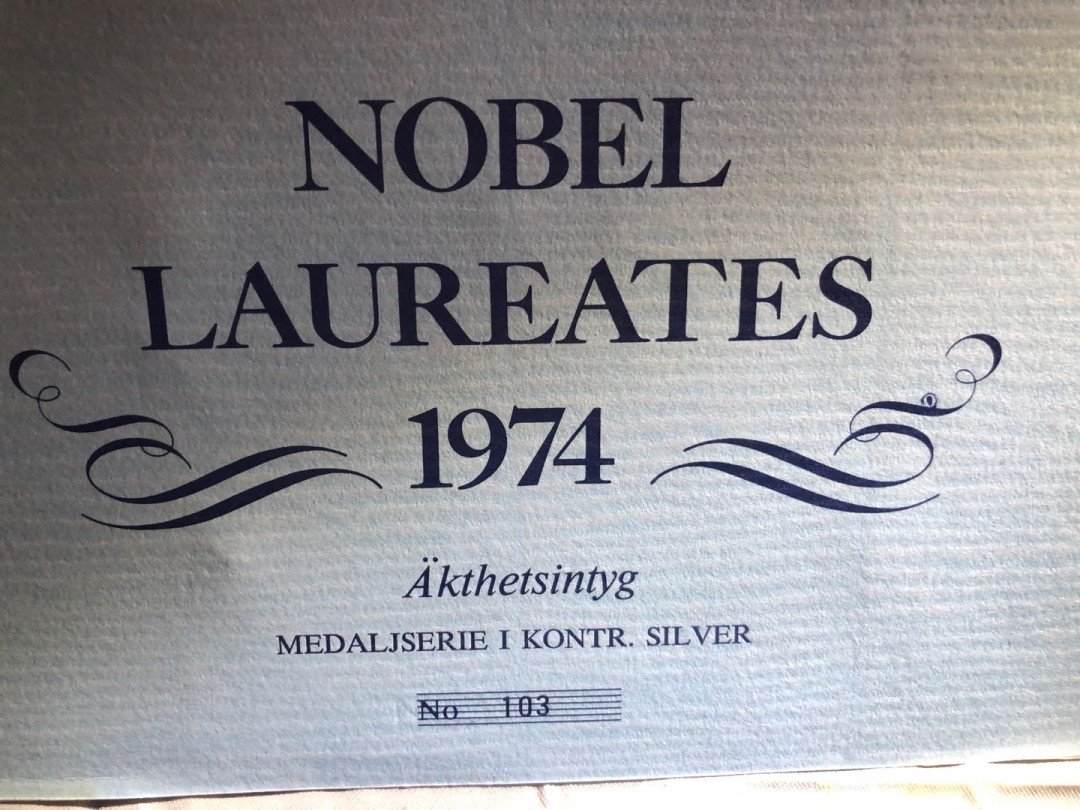 NOBEL
LAUREATES
1974
Äkthetsintyg
MEDALJSERIE I KONTR. SILVER
No 103